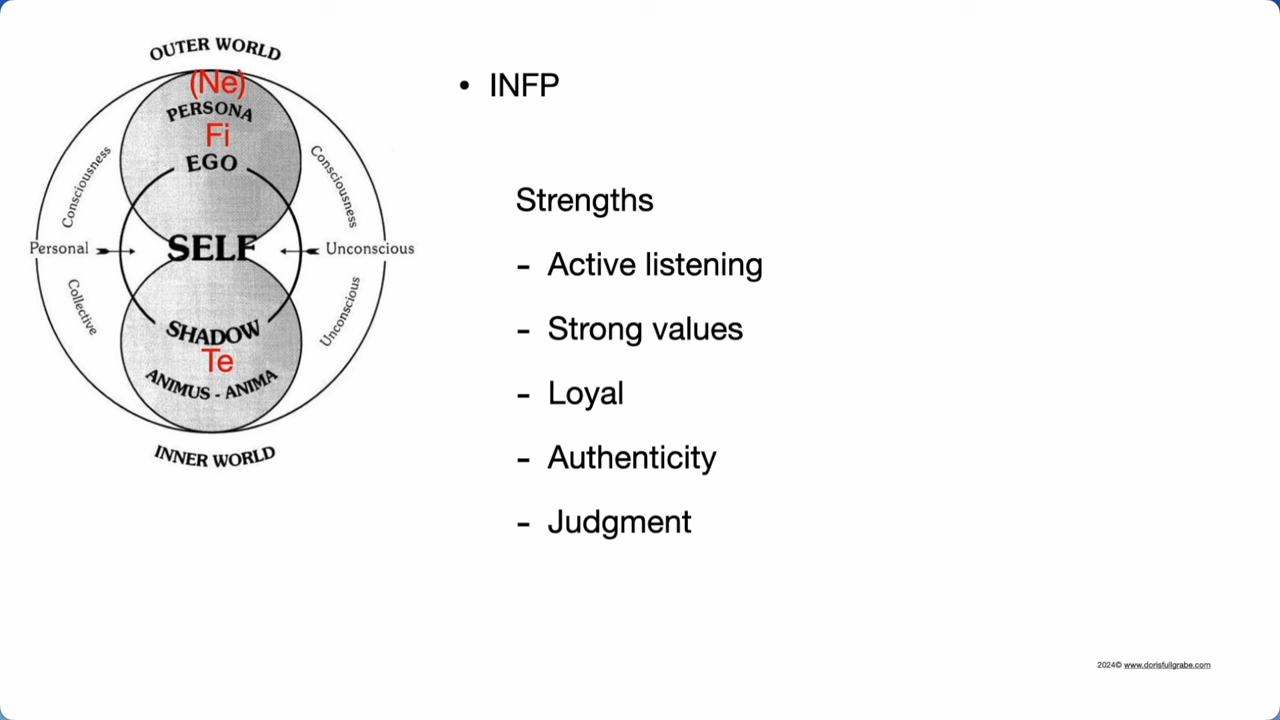 OUTER WORLD
(Ne)
PERSONA
Fi
EGO
Consciousness
Consciousness
Personal
SELF
Unconscious
Collective
Unconscious
SHADOW
Te
ANIMUS - ANIMA
INNER WORLD
• INFP
Strengths
- Active listening
- Strong values
- Loyal
- Authenticity
- Judgment
2024© www.dorisfullgrabe.com